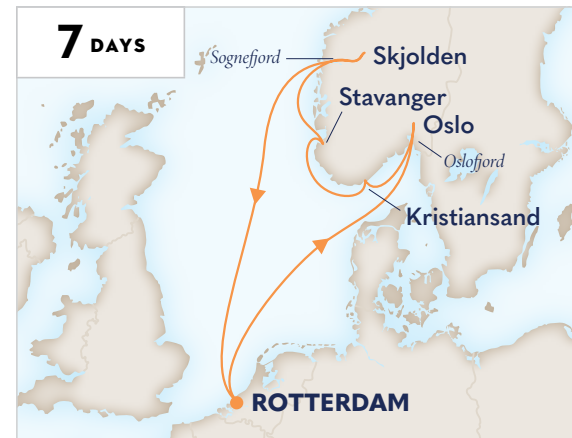 7 DAYS
Sognefjord
Skjolden
Stavanger
Oslo
Oslofjord
Kristiansand
ROTTERDAM